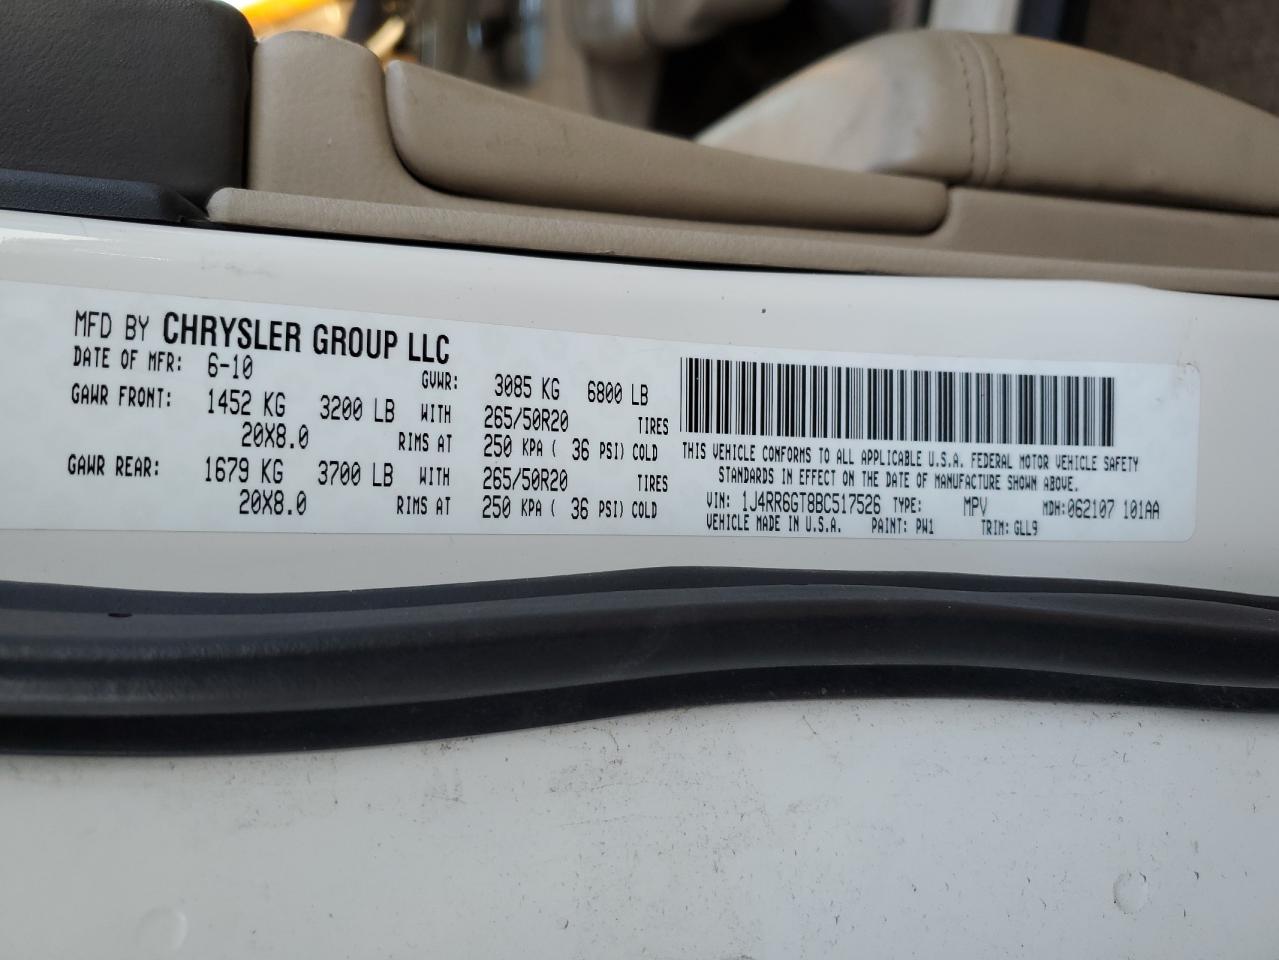 MFD BY CHRYSLER GROUP LLC
DATE OF MFR: 6-10 GVWR: 3085 KG 6800 LB
GAWR FRONT: 1452 KG 3200 LB WITH 265/50R20 TIRES
20X8.0 RIMS AT 250 KPA ( 36 PSI) COLD
GAWR REAR: 1679 KG 3700 LB WITH 265/50R20 TIRES
20X8.0 RIMS AT 250 KPA ( 36 PSI) COLD
THIS VEHICLE CONFORMS TO ALL APPLICABLE U.S.A. FEDERAL MOTOR VEHICLE SAFETY
STANDARDS IN EFFECT ON THE DATE OF MANUFACTURE SHOWN ABOVE.
VIN: 1J4RR6GT8BC517526 TYPE: MPV MDH: 062107 101AA
VEHICLE MADE IN U.S.A. PAINT: PW1 TRIM: GLL9